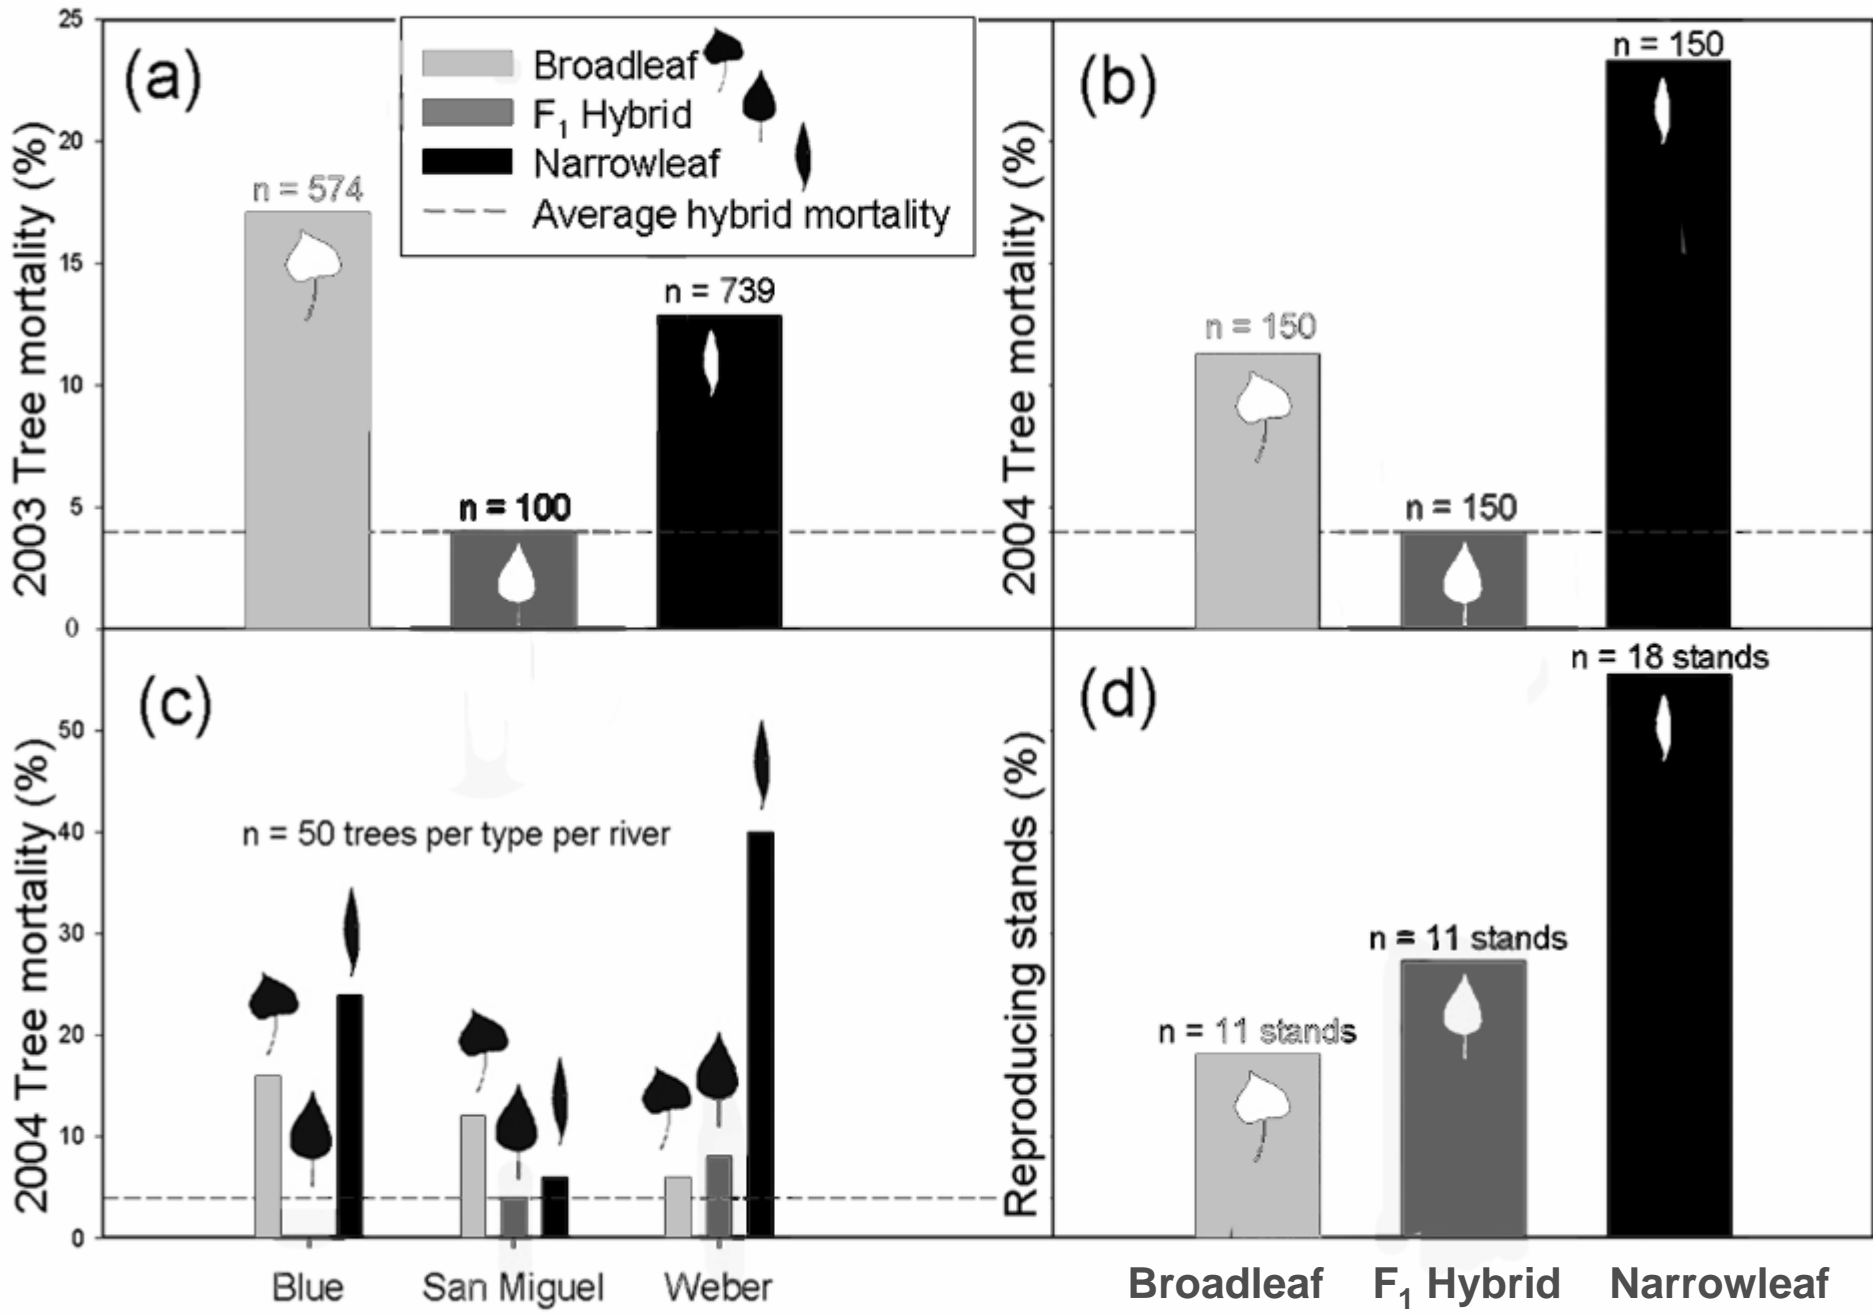 (a)
2003 Tree mortality (%)
25
20
15
10
5
0
n = 574
n = 100
n = 739
Broadleaf
F₁ Hybrid
Narrowleaf
Average hybrid mortality
(b)
2004 Tree mortality (%)
n = 150
n = 150
n = 150
(c)
2004 Tree mortality (%)
50
40
30
20
10
0
n = 50 trees per type per river
Blue
San Miguel
Weber
(d)
Reproducing stands (%)
n = 11 stands
n = 11 stands
n = 18 stands
Broadleaf
F₁ Hybrid
Narrowleaf